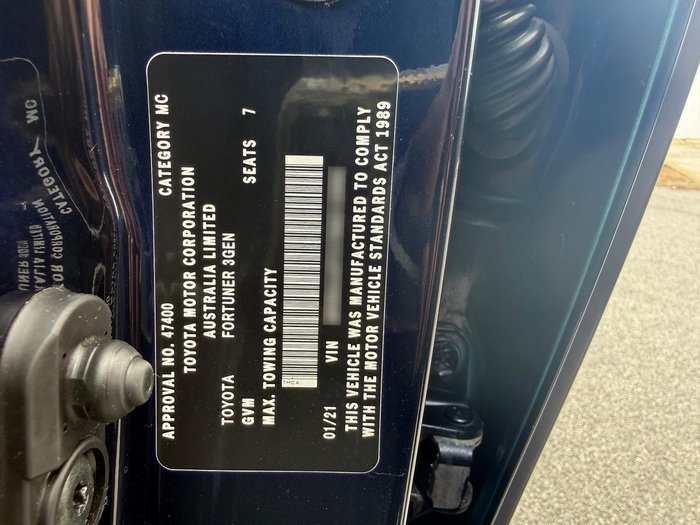 APPROVAL NO. 47400 CATEGORY MC
TOYOTA MOTOR CORPORATION
AUSTRALIA LIMITED
TOYOTA FORTUNER 3GEN
GVM SEATS 7
MAX. TOWING CAPACITY
TMCA
01/21 VIN
THIS VEHICLE WAS MANUFACTURED TO COMPLY
WITH THE MOTOR VEHICLE STANDARDS ACT 1989